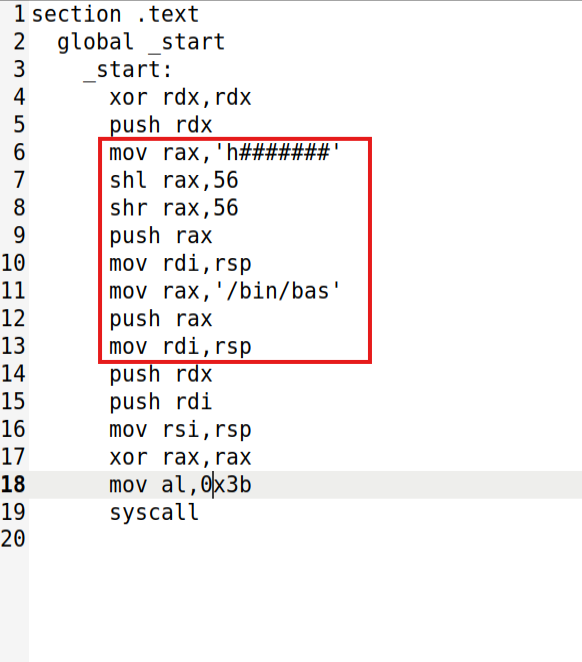 1 section .text
2 global _start
3 _start:
4 xor rdx,rdx
5 push rdx
6 mov rax,'h#######'
7 shl rax,56
8 shr rax,56
9 push rax
10 mov rdi,rsp
11 mov rax,'/bin/bas'
12 push rax
13 mov rdi,rsp
14 push rdx
15 push rdi
16 mov rsi,rsp
17 xor rax,rax
18 mov al,0x3b
19 syscall
20